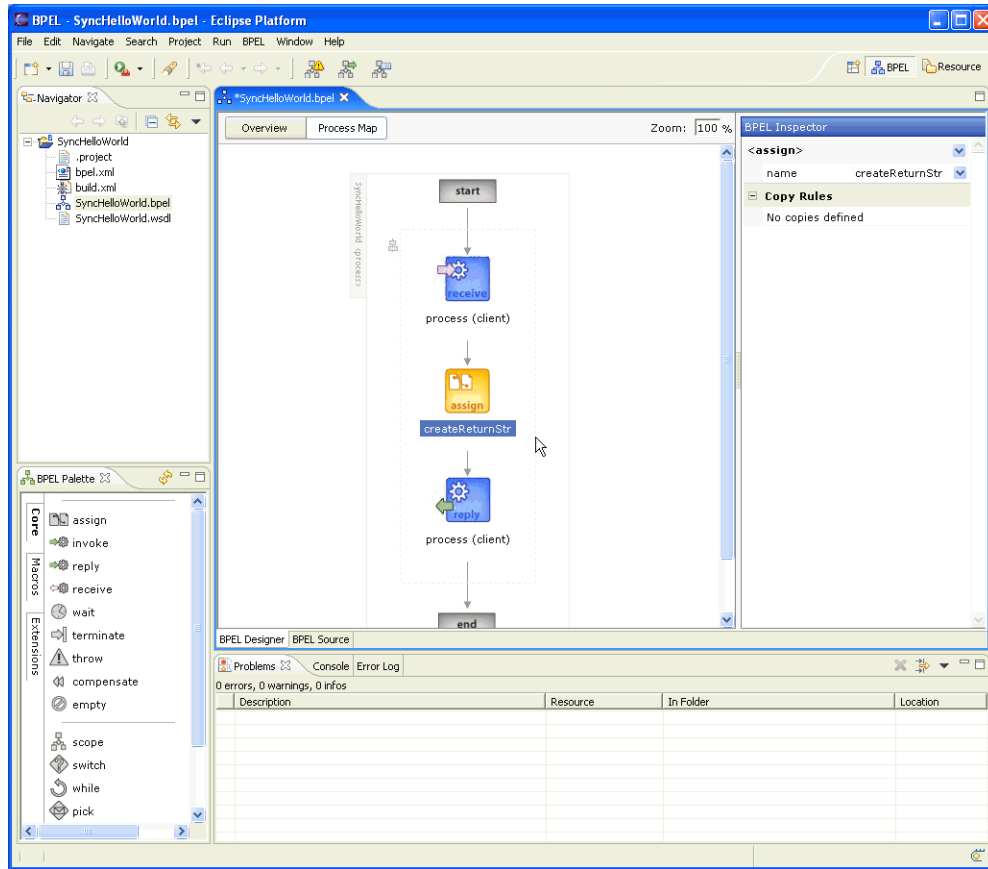 BPEL - SyncHelloWorld.bpel - Eclipse Platform
File Edit Navigate Search Project Run BPEL Window Help
BPEL Resource
Navigator
SyncHelloWorld
.project
bpel.xml
build.xml
SyncHelloWorld.bpel
SyncHelloWorld.wsdl
*SyncHelloWorld.bpel
Overview Process Map Zoom: 100 %
SyncHelloWorld <process>
start
receive
process (client)
assign
createReturnStr
reply
process (client)
end
BPEL Designer BPEL Source
BPEL Inspector
<assign>
name createReturnStr
Copy Rules
No copies defined
BPEL Palette
Core
Macros
Extensions
assign
invoke
reply
receive
wait
terminate
throw
compensate
empty
scope
switch
while
pick
Problems Console Error Log
0 errors, 0 warnings, 0 infos
Description Resource In Folder Location